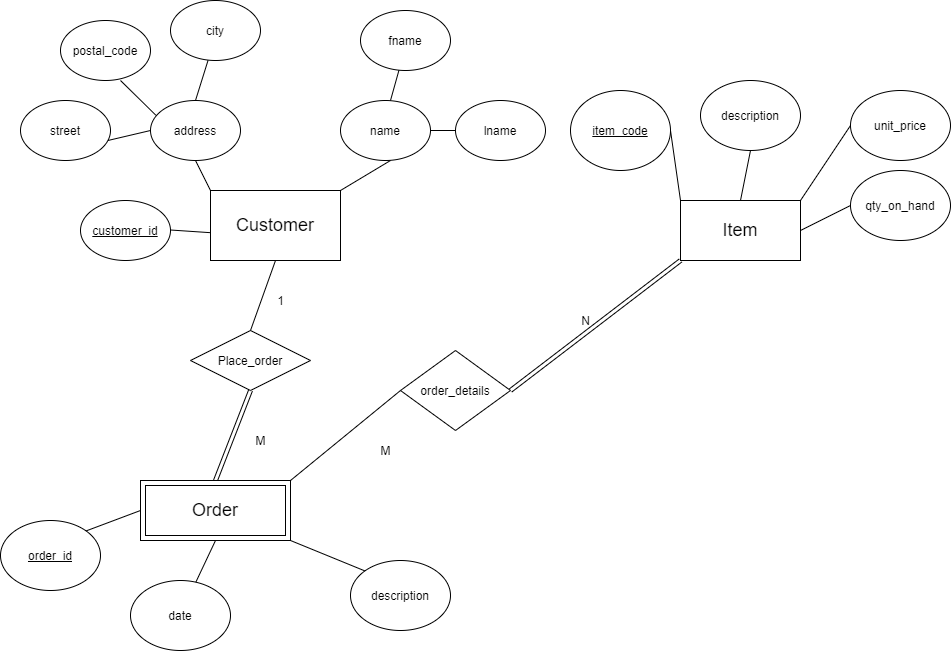 city
fname
postal_code
street
address
name
lname
item_code
description
unit_price
qty_on_hand
customer_id
Customer
Item
1
N
Place_order
order_details
M
M
Order
order_id
date
description